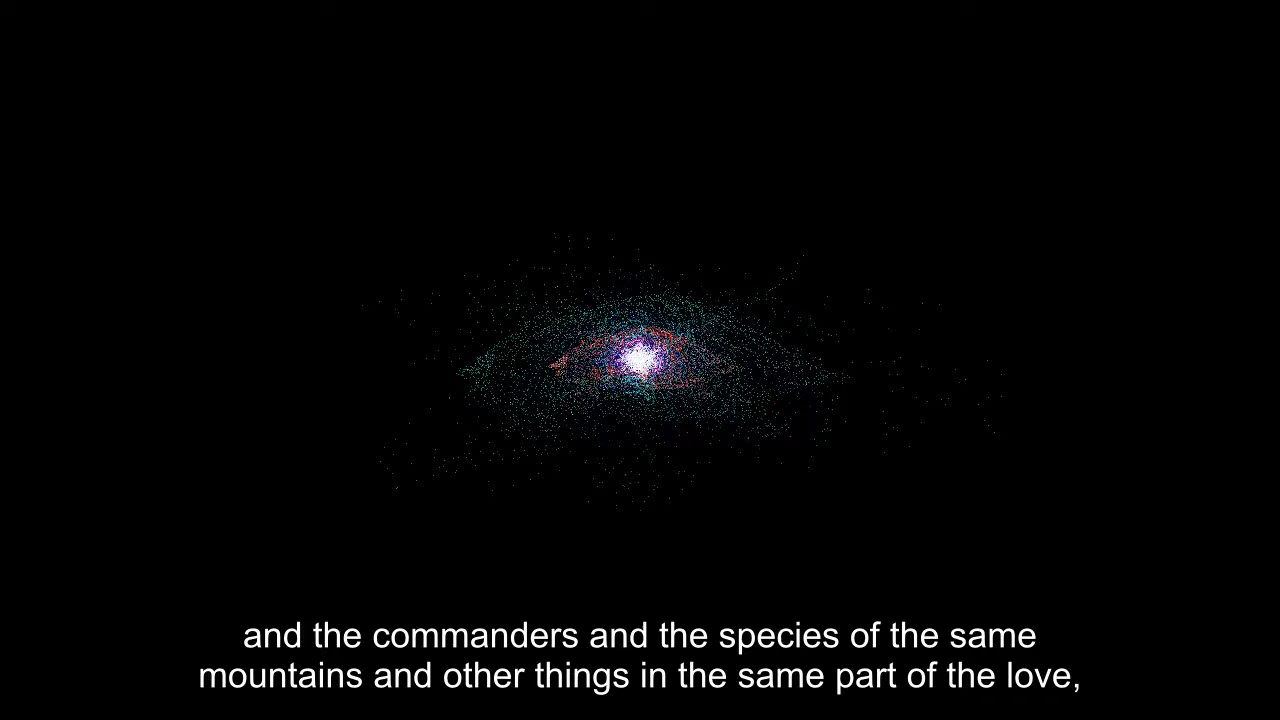 and the commanders and the species of the same
mountains and other things in the same part of the love,